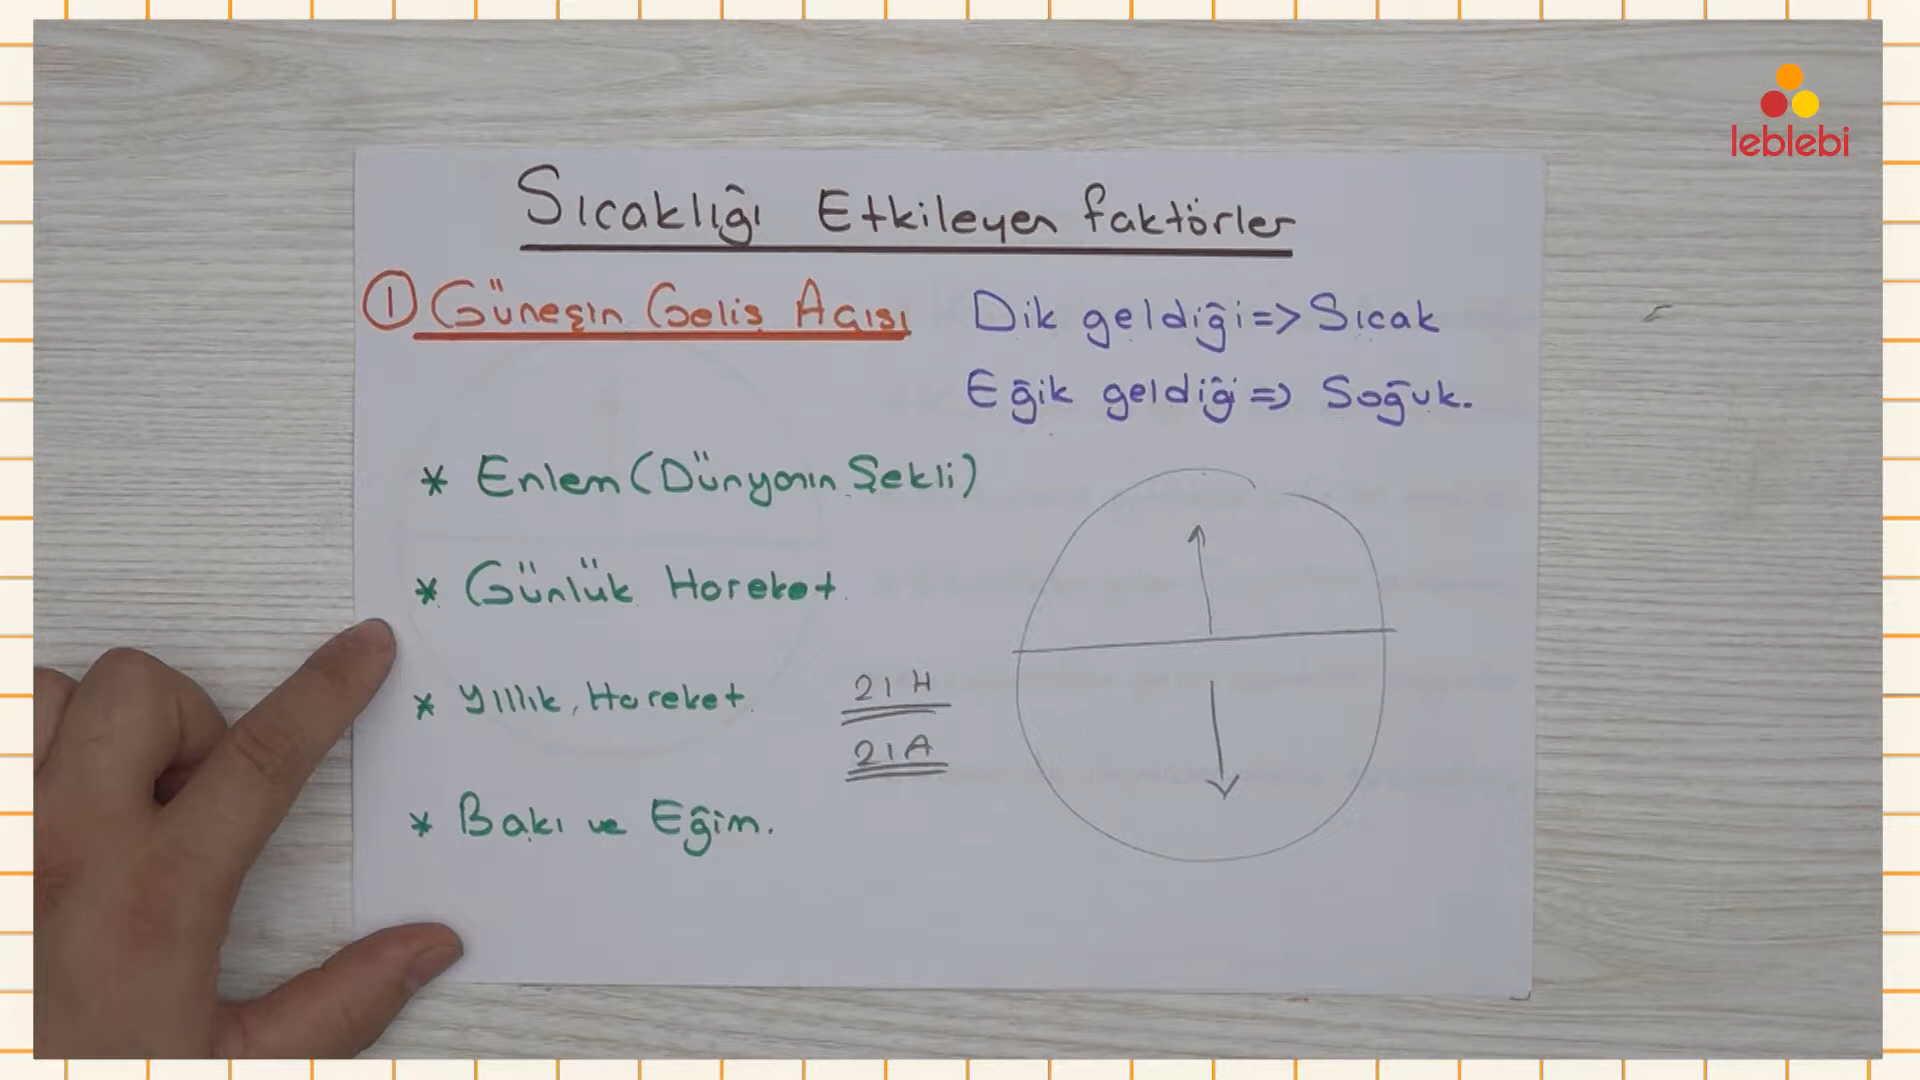 leblebi
Sıcaklığı Etkileyen faktörler
① Güneşin Geliş Açısı
Dik geldiği => Sıcak
Eğik geldiği => Soğuk.
* Enlem (Dünyanın Şekli)
* Günlük Hareket.
* Yıllık, Hareket.
21 H
21 A
* Bakı ve Eğim.